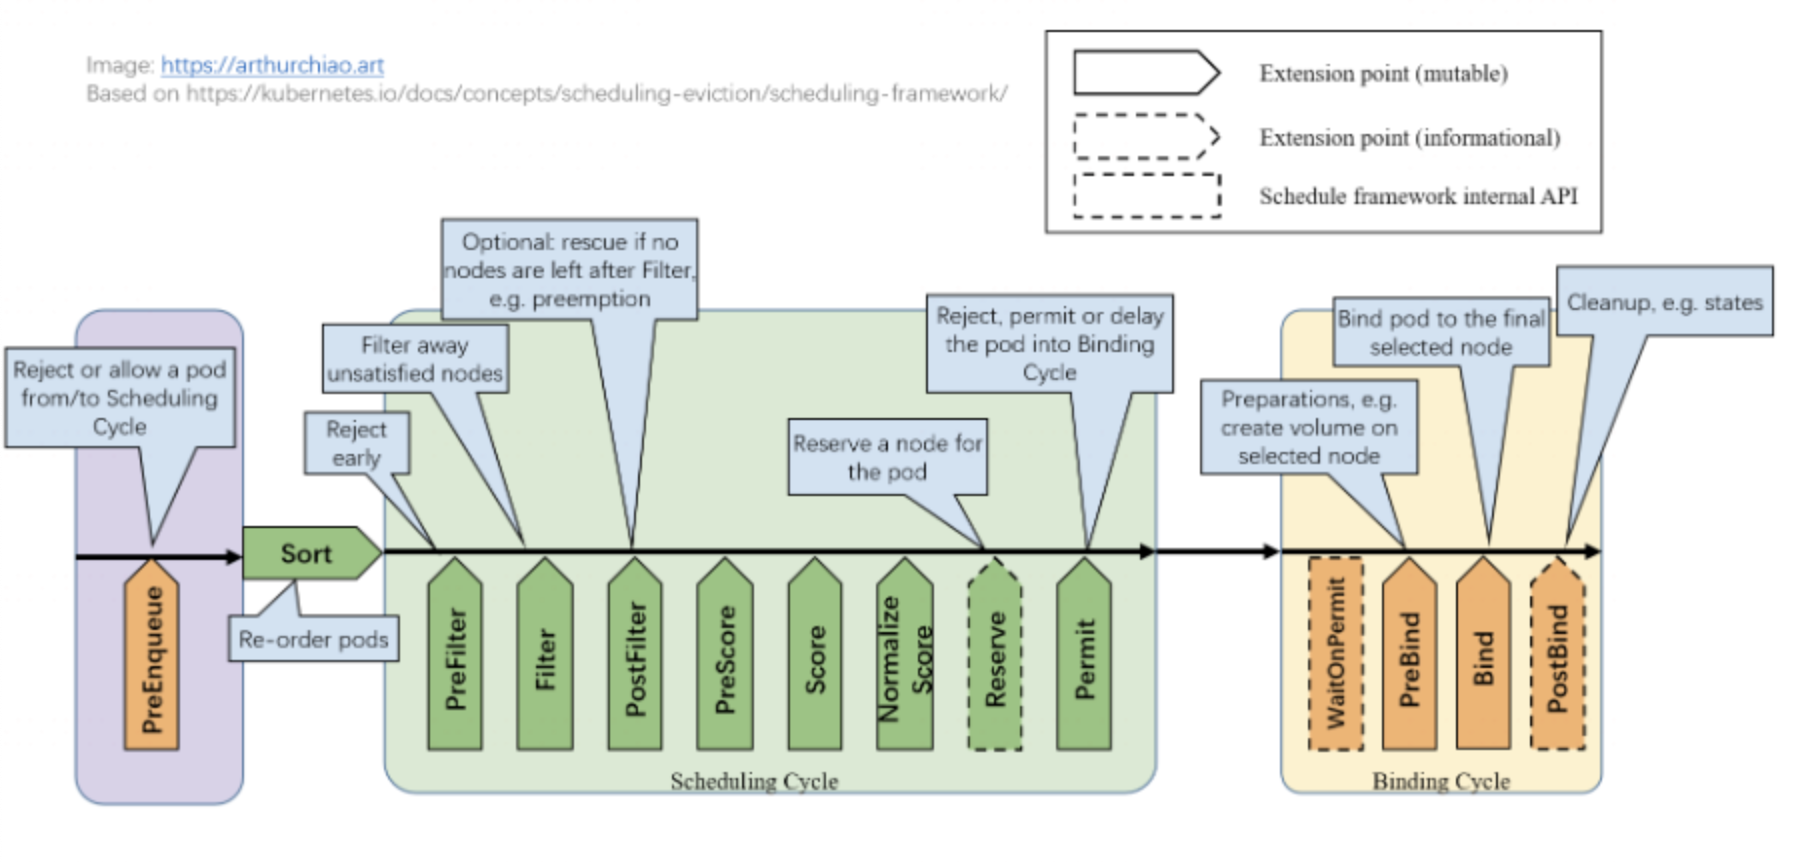 Image: https://arthurchiao.art
Based on https://kubernetes.io/docs/concepts/scheduling-eviction/scheduling-framework/
Extension point (mutable)
Extension point (informational)
Schedule framework internal API
Reject or allow a pod
from/to Scheduling
Cycle
Sort
Re-order pods
PreEnqueue
Reject
early
Filter away
unsatisfied nodes
Optional: rescue if no
nodes are left after Filter,
e.g. preemption
Reserve a node for
the pod
Reject, permit or delay
the pod into Binding
Cycle
PreFilter
Filter
PostFilter
PreScore
Score
Normalize
Score
Reserve
Permit
Scheduling Cycle
Preparations, e.g.
create volume on
selected node
Bind pod to the final
selected node
Cleanup, e.g. states
WaitOnPermit
PreBind
Bind
PostBind
Binding Cycle